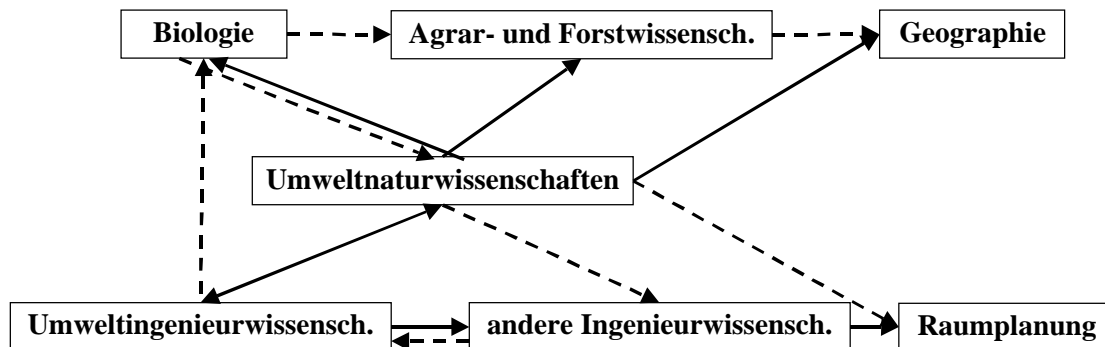 Biologie
Agrar- und Forstwissensch.
Geographie
Umweltnaturwissenschaften
Umweltingenieurwissensch.
andere Ingenieurwissensch.
Raumplanung